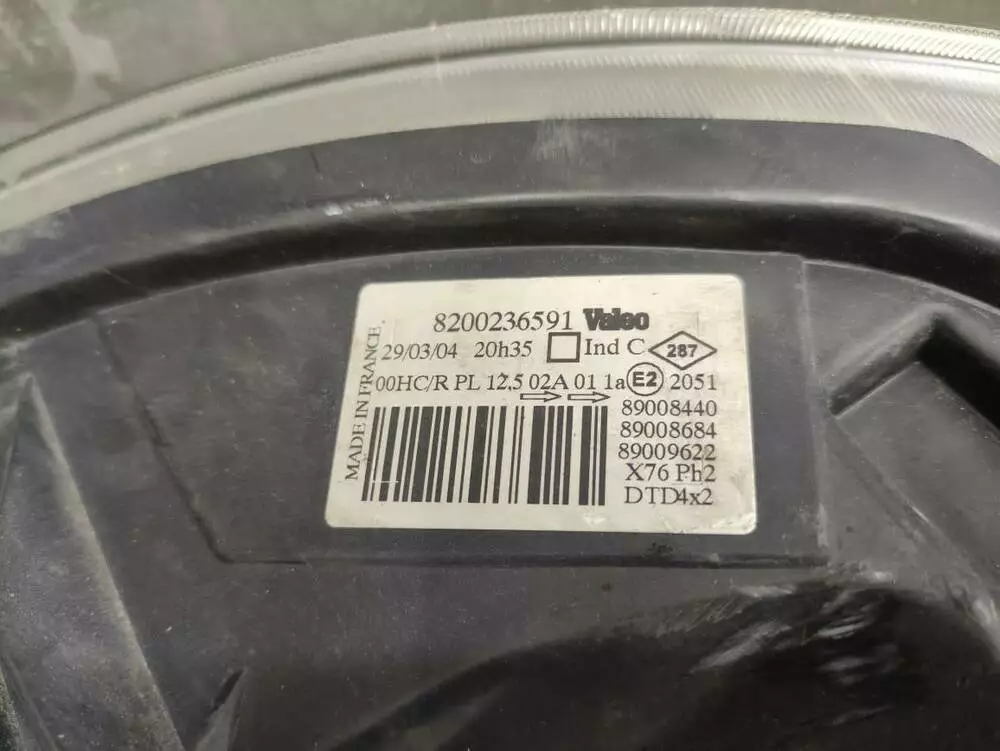 8200236591 Valeo
29/03/04 20h35 Ind C 287
00HC/R PL 12,5 02A 01 1a E2 2051
89008440
89008684
89009622
X76 Ph2
DTD4x2
MADE IN FRANCE